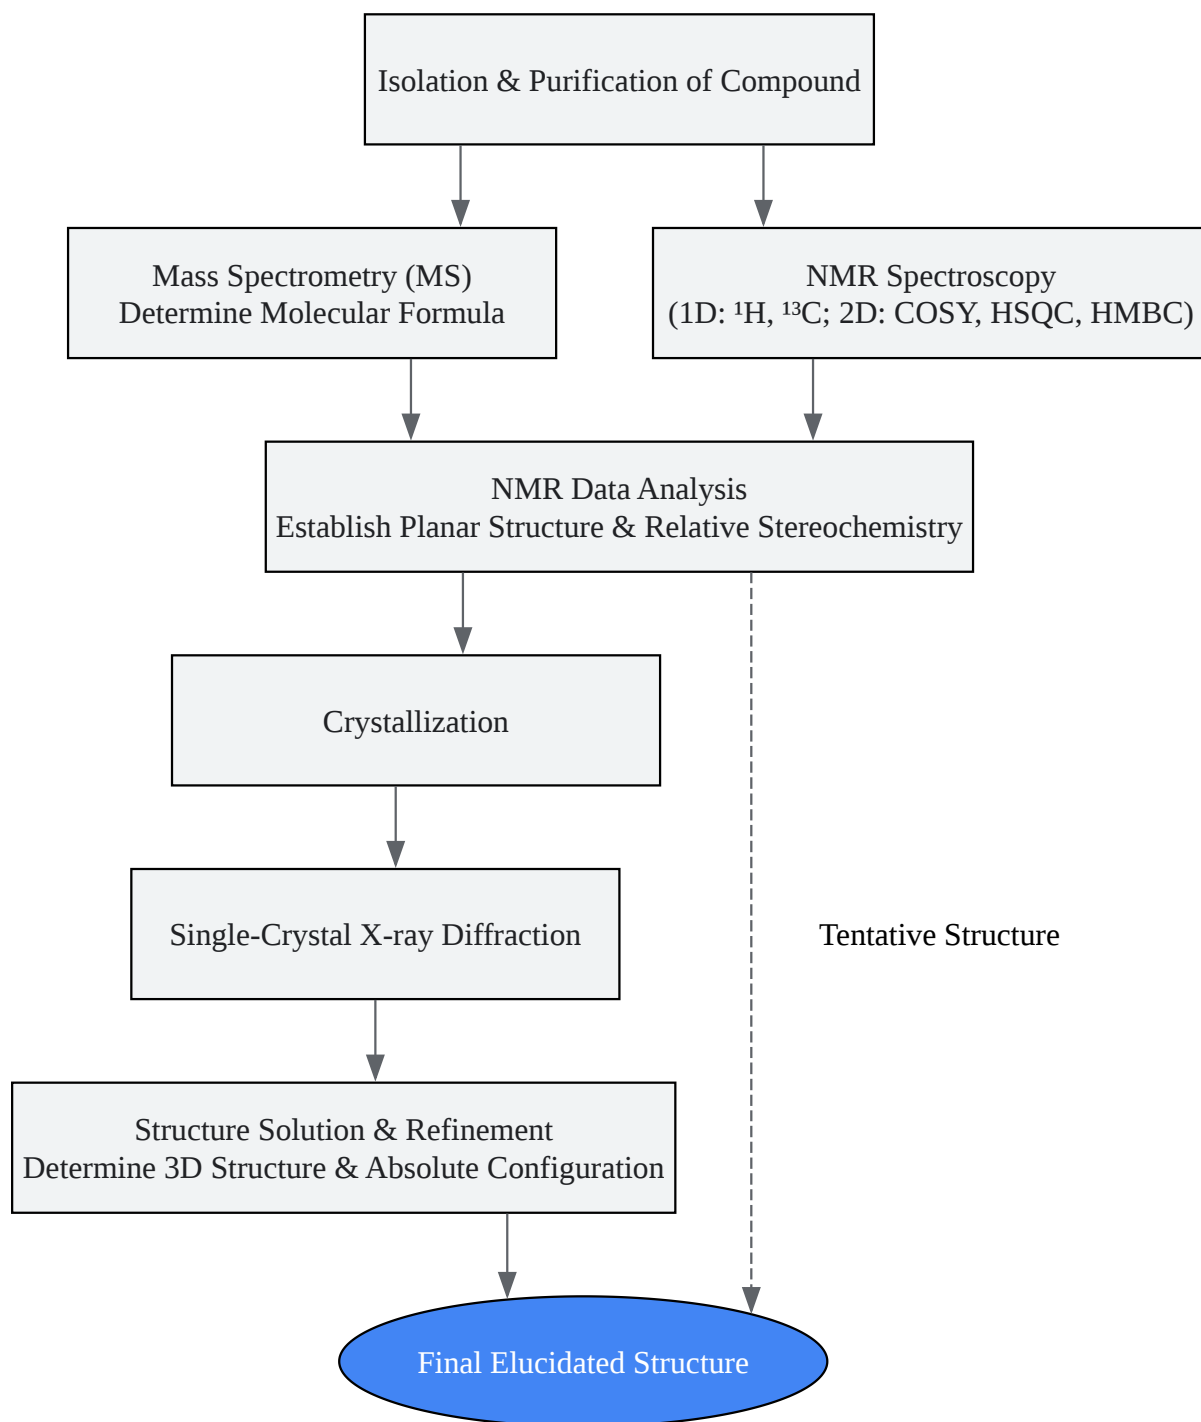 Isolation & Purification of Compound
Mass Spectrometry (MS)
Determine Molecular Formula
NMR Spectroscopy
(1D: ¹H, ¹³C; 2D: COSY, HSQC, HMBC)
NMR Data Analysis
Establish Planar Structure & Relative Stereochemistry
Crystallization
Single-Crystal X-ray Diffraction
Tentative Structure
Structure Solution & Refinement
Determine 3D Structure & Absolute Configuration
Final Elucidated Structure